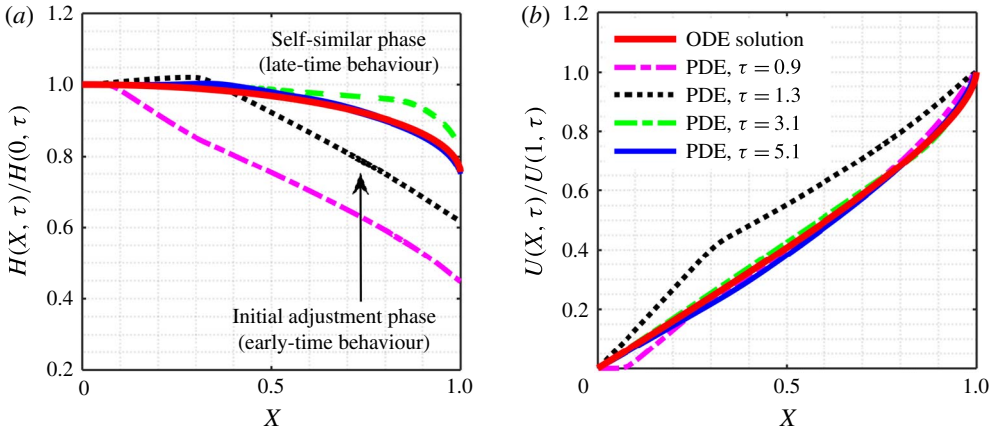 (a)
1.2
1.0
0.8
0.6
0.4
0.2
H(X, τ)/H(0, τ)
Self-similar phase
(late-time behaviour)
Initial adjustment phase
(early-time behaviour)
0
0.5
1.0
X
(b)
1.2
1.0
0.8
0.6
0.4
0.2
U(X, τ)/U(1, τ)
ODE solution
PDE, τ = 0.9
PDE, τ = 1.3
PDE, τ = 3.1
PDE, τ = 5.1
0
0.5
1.0
X